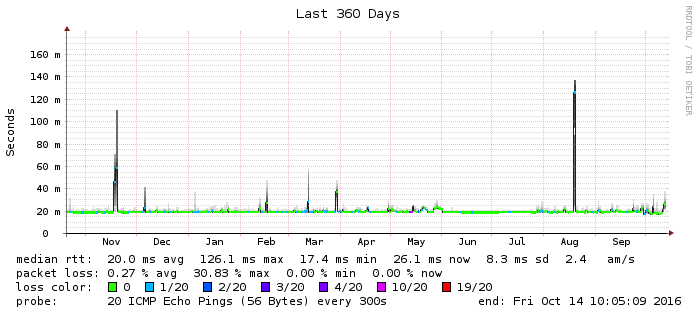 Last 360 Days
RRDTOOL / TOBI OETIKER
Seconds
160 m
140 m
120 m
100 m
80 m
60 m
40 m
20 m
0
Nov Dec Jan Feb Mar Apr May Jun Jul Aug Sep
median rtt: 20.0 ms avg 126.1 ms max 17.4 ms min 26.1 ms now 8.3 ms sd 2.4 am/s
packet loss: 0.27 % avg 30.83 % max 0.00 % min 0.00 % now
loss color: 0 1/20 2/20 3/20 4/20 10/20 19/20
probe: 20 ICMP Echo Pings (56 Bytes) every 300s end: Fri Oct 14 10:05:09 2016